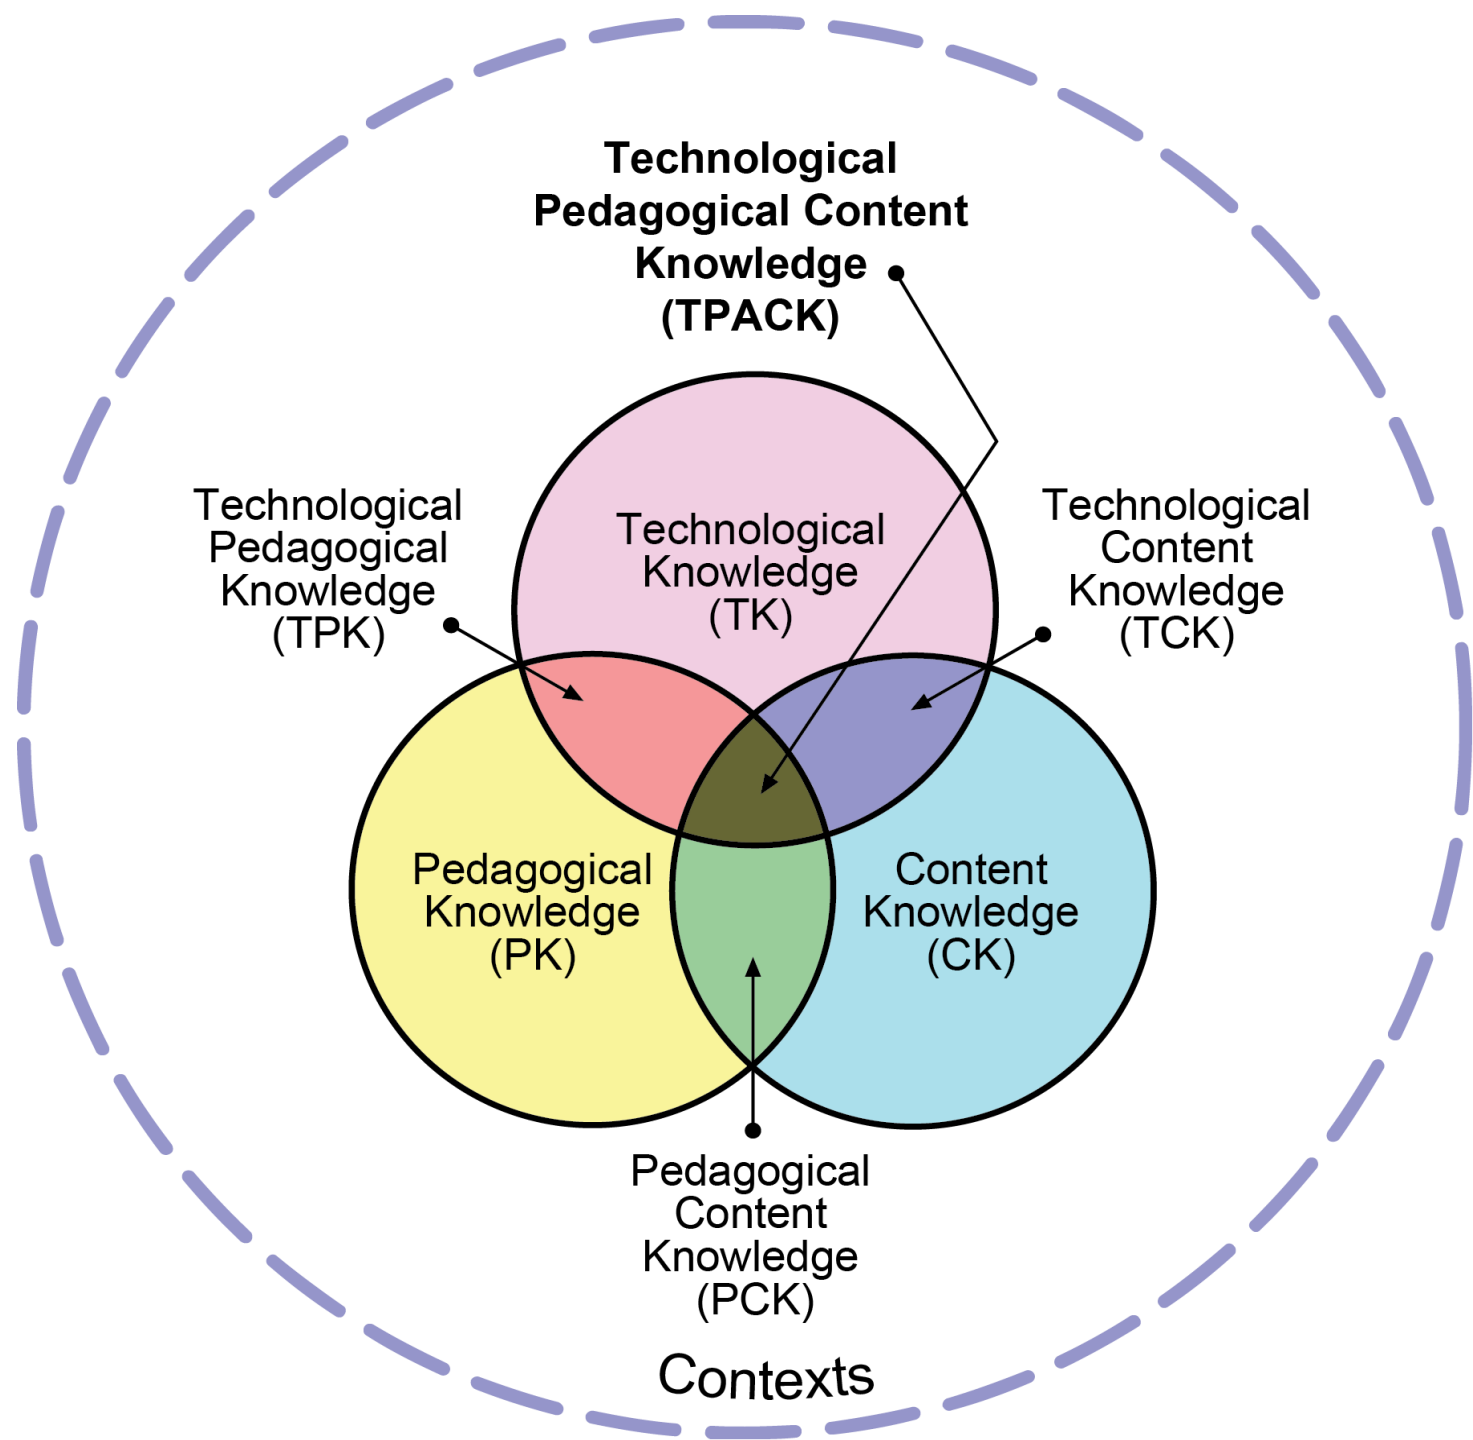 Technological
Pedagogical Content
Knowledge
(TPACK)
Technological
Pedagogical
Knowledge
(TPK)
Technological
Knowledge
(TK)
Technological
Content
Knowledge
(TCK)
Pedagogical
Knowledge
(PK)
Content
Knowledge
(CK)
Pedagogical
Content
Knowledge
(PCK)
Contexts